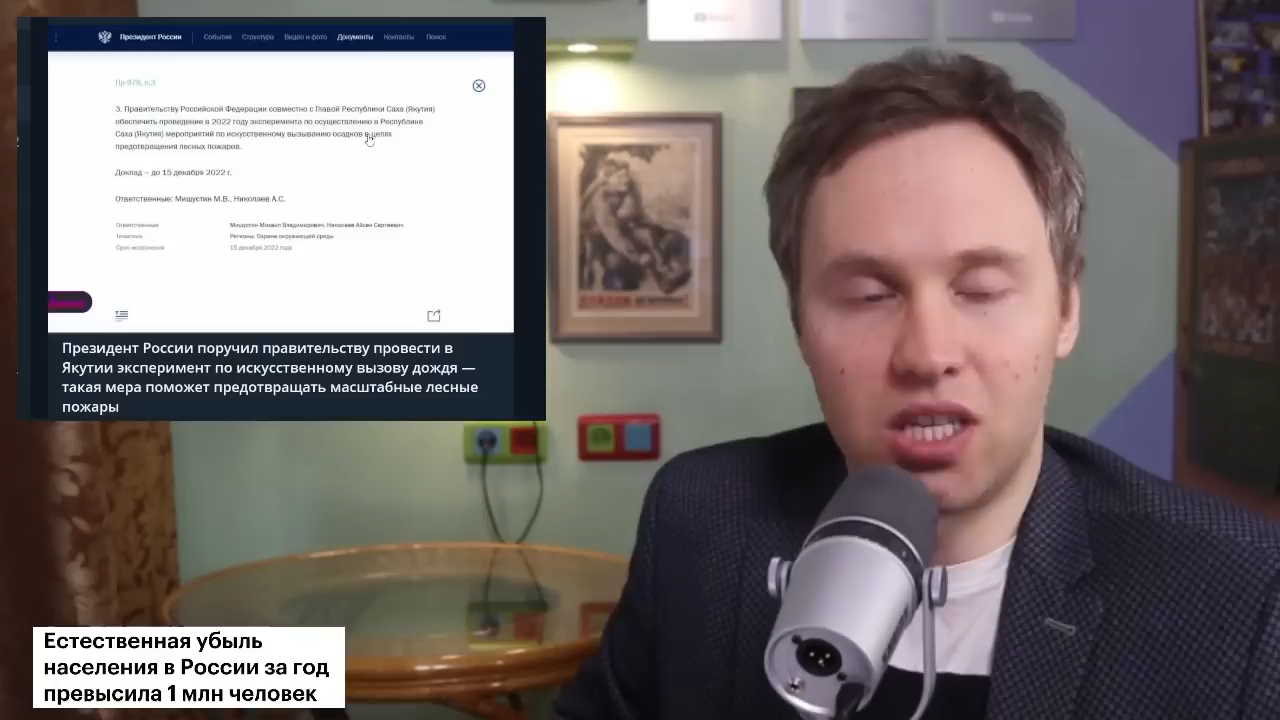 Президент России
События
Структура
Видео и фото
Документы
Контакты
Поиск
Пр-978, п.3
3. Правительству Российской Федерации совместно с Главой Республики Саха (Якутия)
обеспечить проведение в 2022 году эксперимента по осуществлению в Республике
Саха (Якутия) мероприятий по искусственному вызыванию осадков в целях
предотвращения лесных пожаров.
Доклад – до 15 декабря 2022 г.
Ответственные: Мишустин М.В., Николаев А.С.
Ответственные Мишустин Михаил Владимирович, Николаев Айсен Сергеевич
Тематика Регионы, Охрана окружающей среды
Срок исполнения 15 декабря 2022 года
Президент России поручил правительству провести в
Якутии эксперимент по искусственному вызову дождя —
такая мера поможет предотвращать масштабные лесные
пожары
Естественная убыль
населения в России за год
превысила 1 млн человек